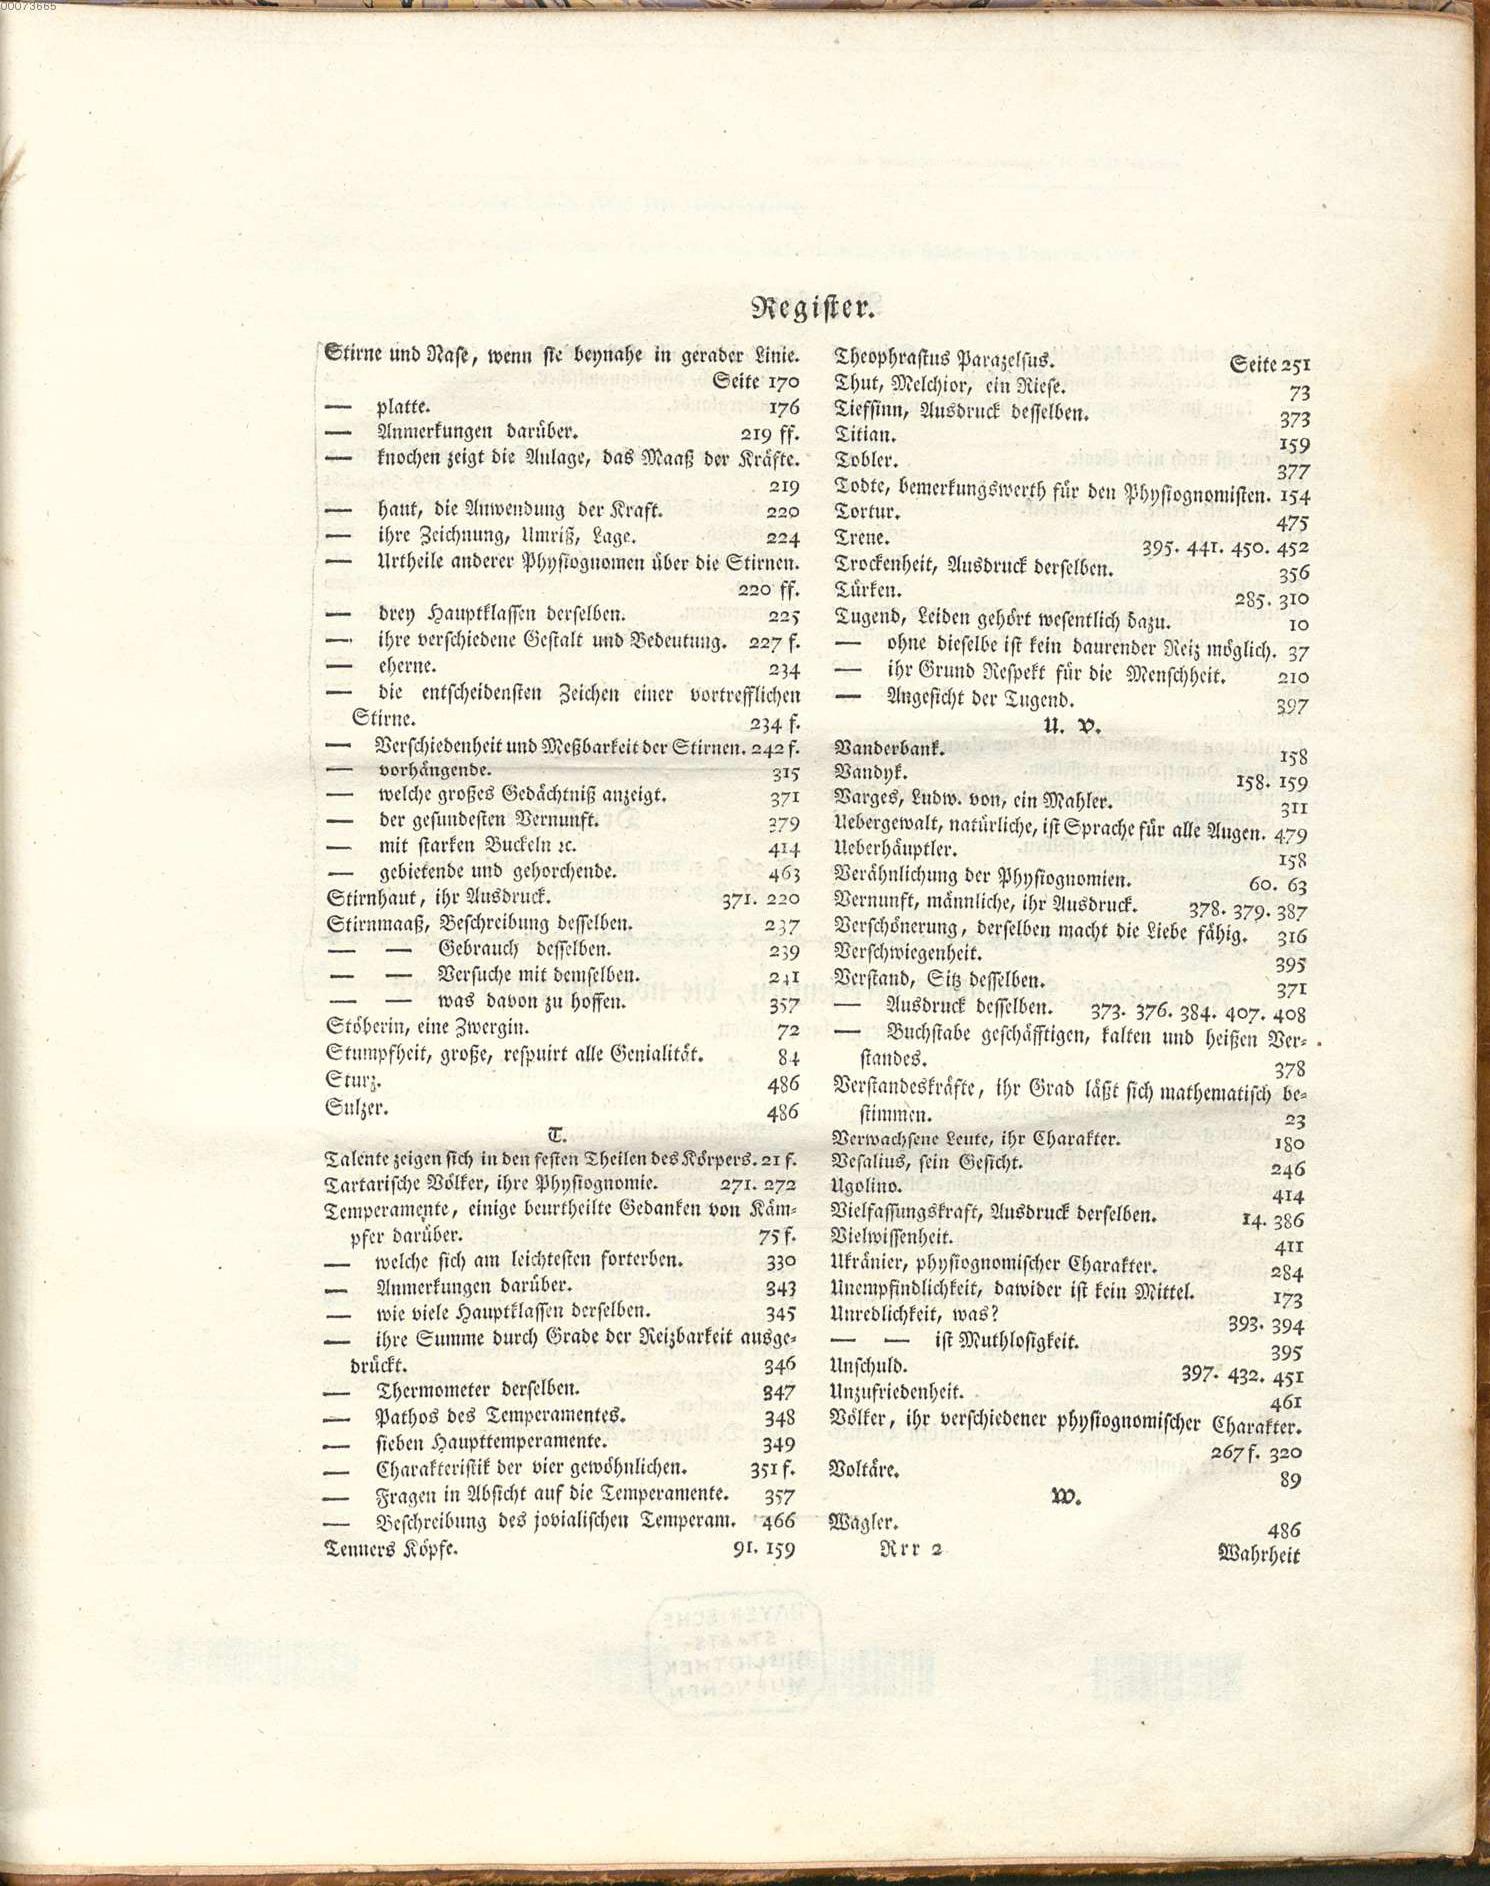 00073665
Register.
Stirne und Nase, wenn sie beynahe in gerader Linie.
Seite 170
— platte. 176
— Anmerkungen darüber. 219 ff.
— knochen zeigt die Anlage, das Maaß der Kräfte.
219
— haut, die Anwendung der Kraft. 220
— ihre Zeichnung, Umriß, Lage. 224
— Urtheile anderer Physiognomen über die Stirnen.
220 ff.
— drey Hauptklassen derselben. 225
— ihre verschiedene Gestalt und Bedeutung. 227 f.
— eherne. 234
— die entscheidensten Zeichen einer vortrefflichen
Stirne. 234 f.
— Verschiedenheit und Meßbarkeit der Stirnen. 242 f.
— vorhängende. 315
— welche großes Gedächtniß anzeigt. 371
— der gesundesten Vernunft. 379
— mit starken Buckeln ꝛc. 414
— gebietende und gehorchende. 463
Stirnhaut, ihr Ausdruck. 371. 220
Stirnmaaß, Beschreibung desselben. 237
— — Gebrauch desselben. 239
— — Versuche mit demselben. 241
— — was davon zu hoffen. 357
Stöberin, eine Zwergin. 72
Stumpfheit, große, respuirt alle Genialität. 84
Sturz. 486
Sulzer. 486
T.
Talente zeigen sich in den festen Theilen des Körpers. 21 f.
Tartarische Völker, ihre Physiognomie. 271. 272
Temperamente, einige beurtheilte Gedanken von Käm-
pfer darüber. 75 f.
— welche sich am leichtesten forterben. 330
— Anmerkungen darüber. 343
— wie viele Hauptklassen derselben. 345
— ihre Summe durch Grade der Reizbarkeit ausge-
drückt. 346
— Thermometer derselben. 347
— Pathos des Temperamentes. 348
— sieben Haupttemperamente. 349
— Charakteristik der vier gewöhnlichen. 351 f.
— Fragen in Absicht auf die Temperamente. 357
— Beschreibung des jovialischen Temperam. 466
Tenners Köpfe. 91. 159
Theophrastus Parazelsus. Seite 251
Thut, Melchior, ein Riese. 73
Tiefsinn, Ausdruck desselben. 373
Titian. 159
Tobler. 377
Todte, bemerkungswerth für den Physiognomisten. 154
Tortur. 475
Treue. 395. 441. 450. 452
Trockenheit, Ausdruck derselben. 356
Türken. 285. 310
Tugend, Leiden gehört wesentlich dazu. 10
— ohne dieselbe ist kein daurender Reiz möglich. 37
— ihr Grund Respekt für die Menschheit. 210
— Angesicht der Tugend. 397
U. V.
Vanderbank. 158
Vandyk. 158. 159
Varges, Ludw. von, ein Mahler. 311
Uebergewalt, natürliche, ist Sprache für alle Augen. 479
Ueberhäuptler. 158
Verähnlichung der Physiognomien. 60. 63
Vernunft, männliche, ihr Ausdruck. 378. 379. 387
Verschönerung, derselben macht die Liebe fähig. 316
Verschwiegenheit. 395
Verstand, Sitz desselben. 371
— Ausdruck desselben. 373. 376. 384. 407. 408
— Buchstabe geschäfftigen, kalten und heißen Ver-
standes. 378
Verstandeskräfte, ihr Grad läßt sich mathematisch be-
stimmen. 23
Verwachsene Leute, ihr Charakter. 180
Vesalius, sein Gesicht. 246
Ugolino. 414
Vielfassungskraft, Ausdruck derselben. 14. 386
Vielwissenheit. 411
Ukränier, physiognomischer Charakter. 284
Unempfindlichkeit, dawider ist kein Mittel. 173
Unredlichkeit, was? 393. 394
— — ist Muthlosigkeit. 395
Unschuld. 397. 432. 451
Unzufriedenheit. 461
Völker, ihr verschiedener physiognomischer Charakter.
267 f. 320
Voltäre. 89
W.
Wagler. 486
Rrr 2 Wahrheit
BAYERISCHE
STAATS-
BIBLIOTHEK
MUENCHEN